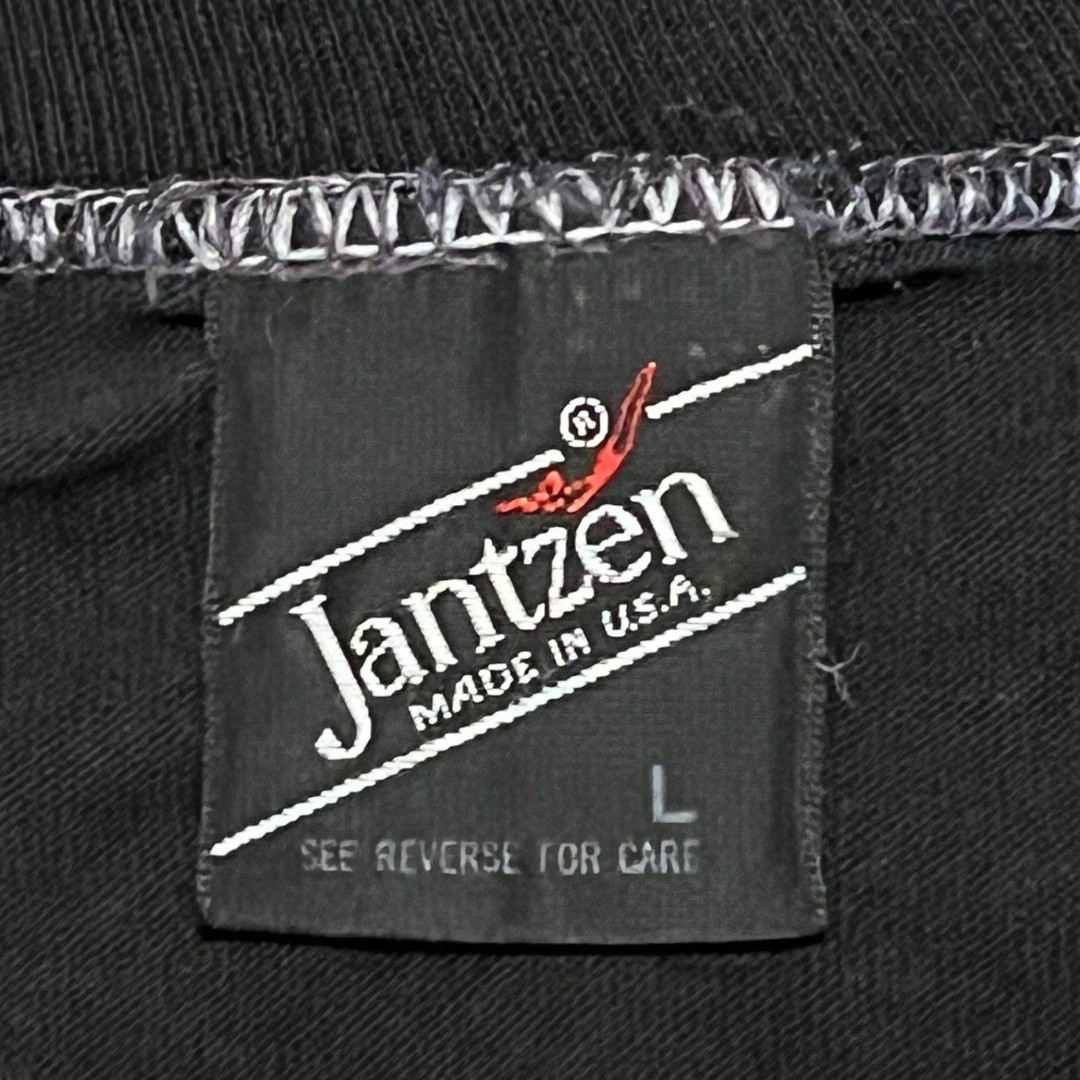 ®
Jantzen
MADE IN U.S.A.
L
SEE REVERSE FOR CARE